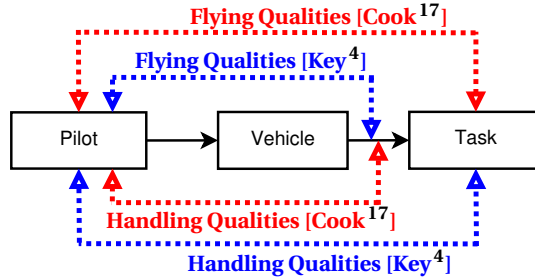 Flying Qualities [Cook17]
Flying Qualities [Key4]
Pilot
Vehicle
Task
Handling Qualities [Cook17]
Handling Qualities [Key4]